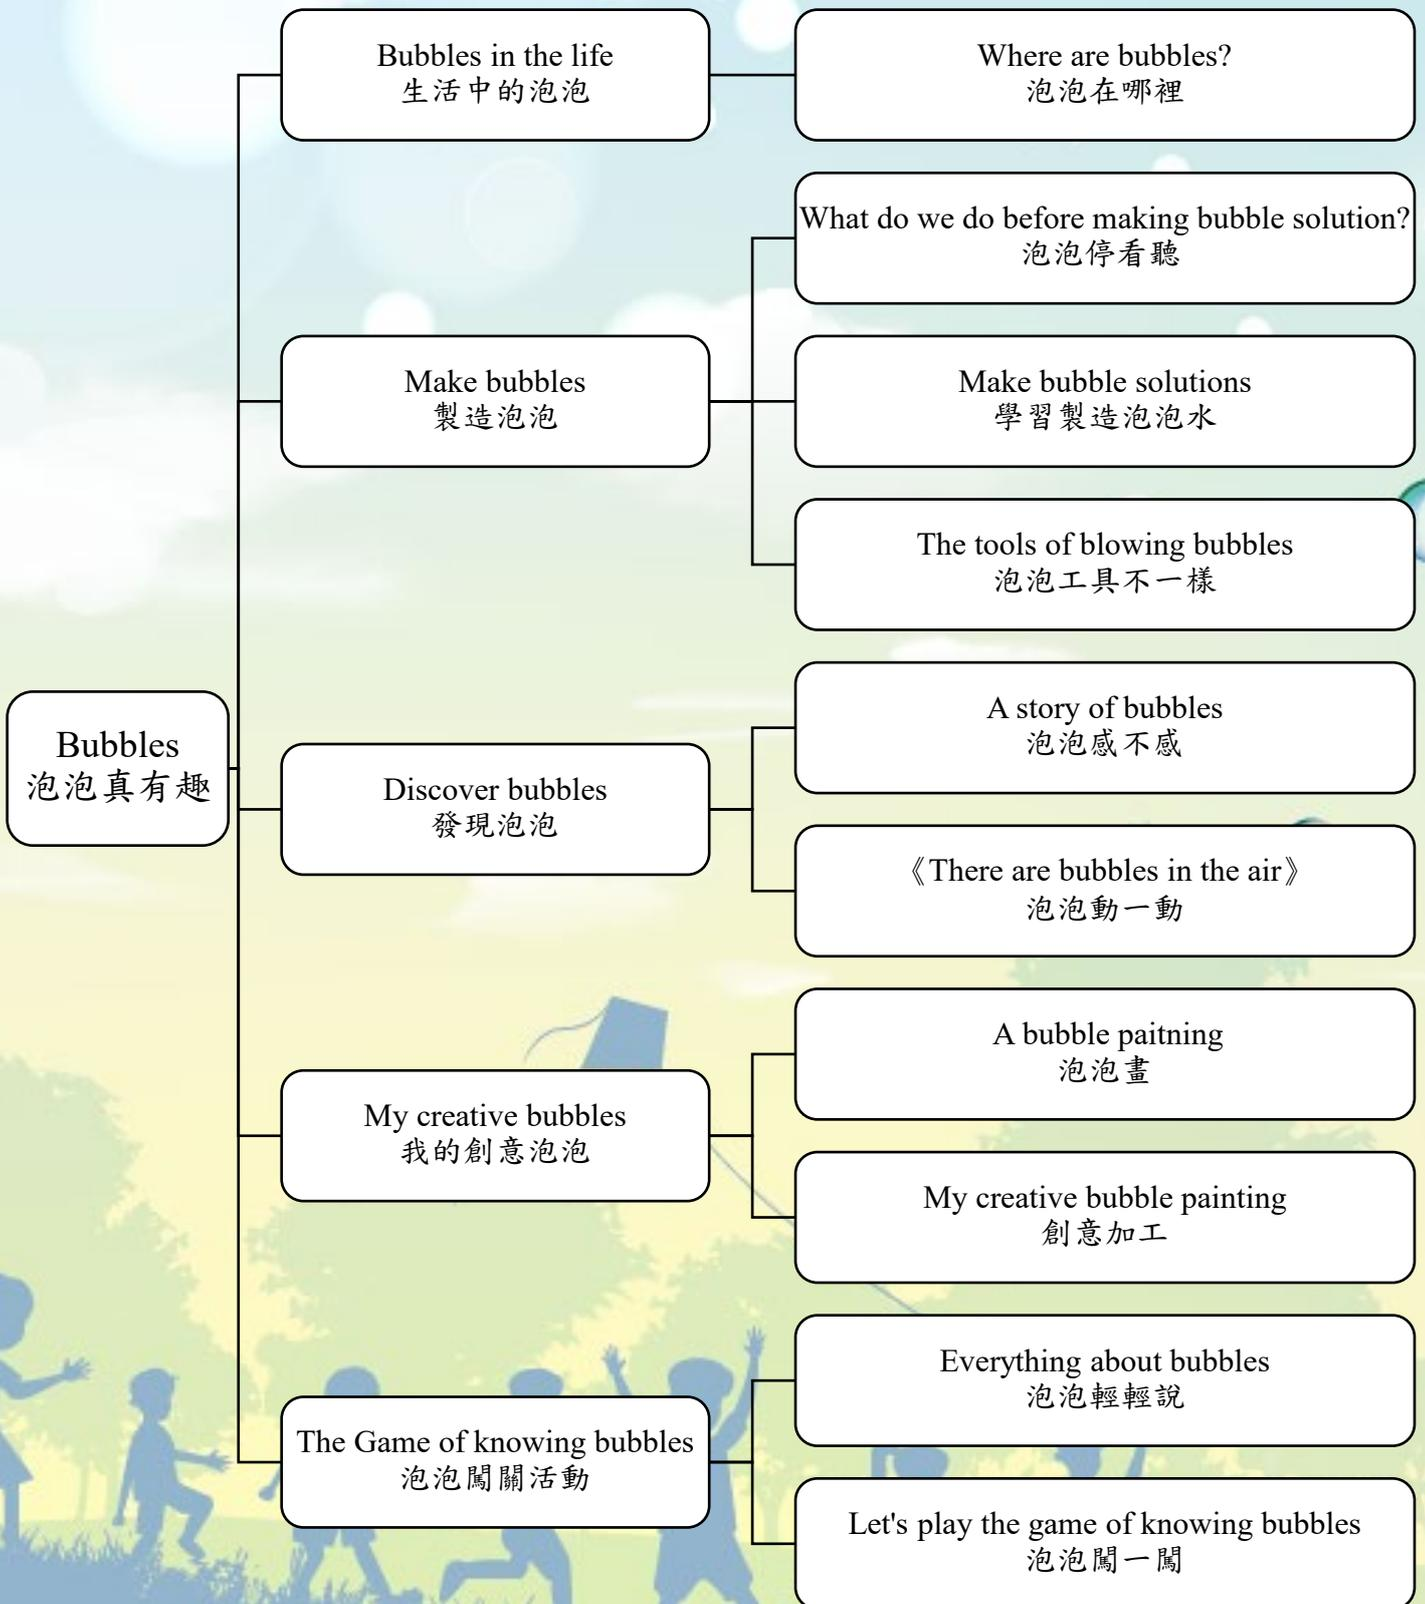 Bubbles
泡泡真有趣
Bubbles in the life
生活中的泡泡
Where are bubbles?
泡泡在哪裡
Make bubbles
製造泡泡
What do we do before making bubble solution?
泡泡停看聽
Make bubble solutions
學習製造泡泡水
The tools of blowing bubbles
泡泡工具不一樣
Discover bubbles
發現泡泡
A story of bubbles
泡泡感不感
《There are bubbles in the air》
泡泡動一動
My creative bubbles
我的創意泡泡
A bubble paitning
泡泡畫
My creative bubble painting
創意加工
The Game of knowing bubbles
泡泡闖關活動
Everything about bubbles
泡泡輕輕說
Let's play the game of knowing bubbles
泡泡闖一闖